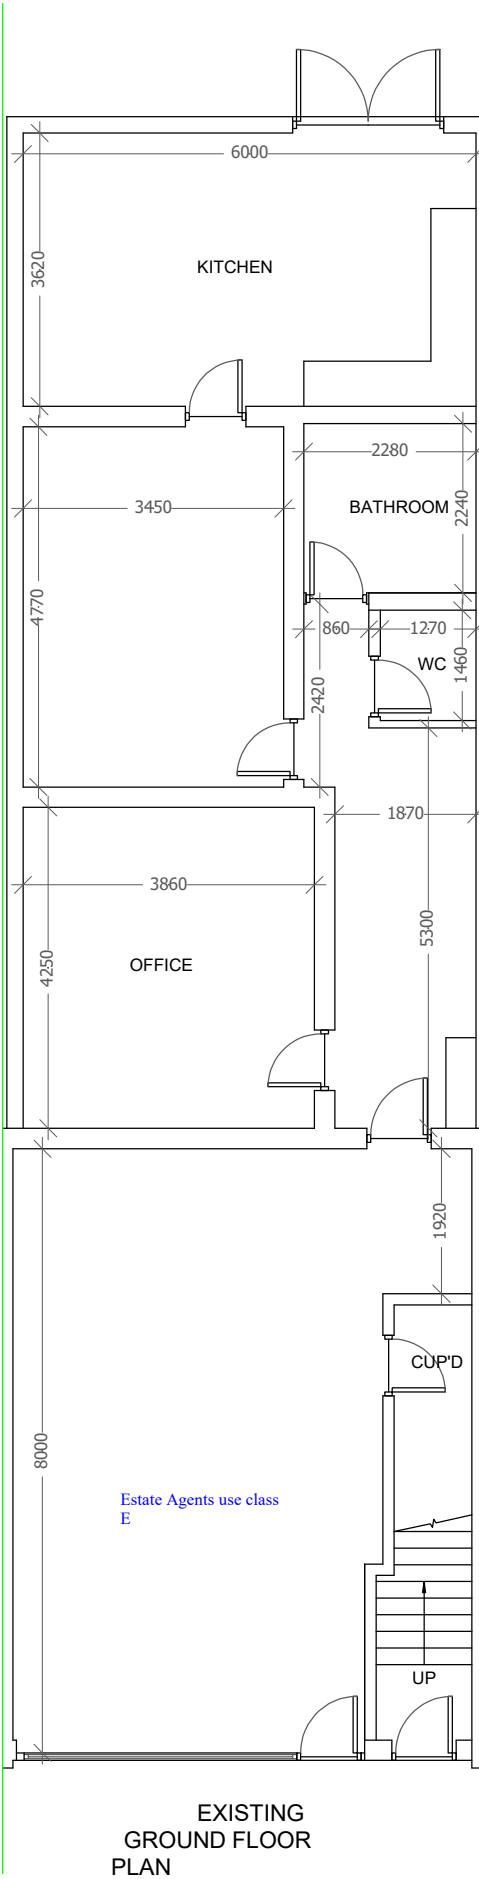 6000
3620
KITCHEN
2280
3450
BATHROOM
2240
4770
860
1270
WC
1460
2420
1870
3860
5300
4250
OFFICE
1920
CUP'D
8000
Estate Agents use class
E
UP
EXISTING
GROUND FLOOR
PLAN